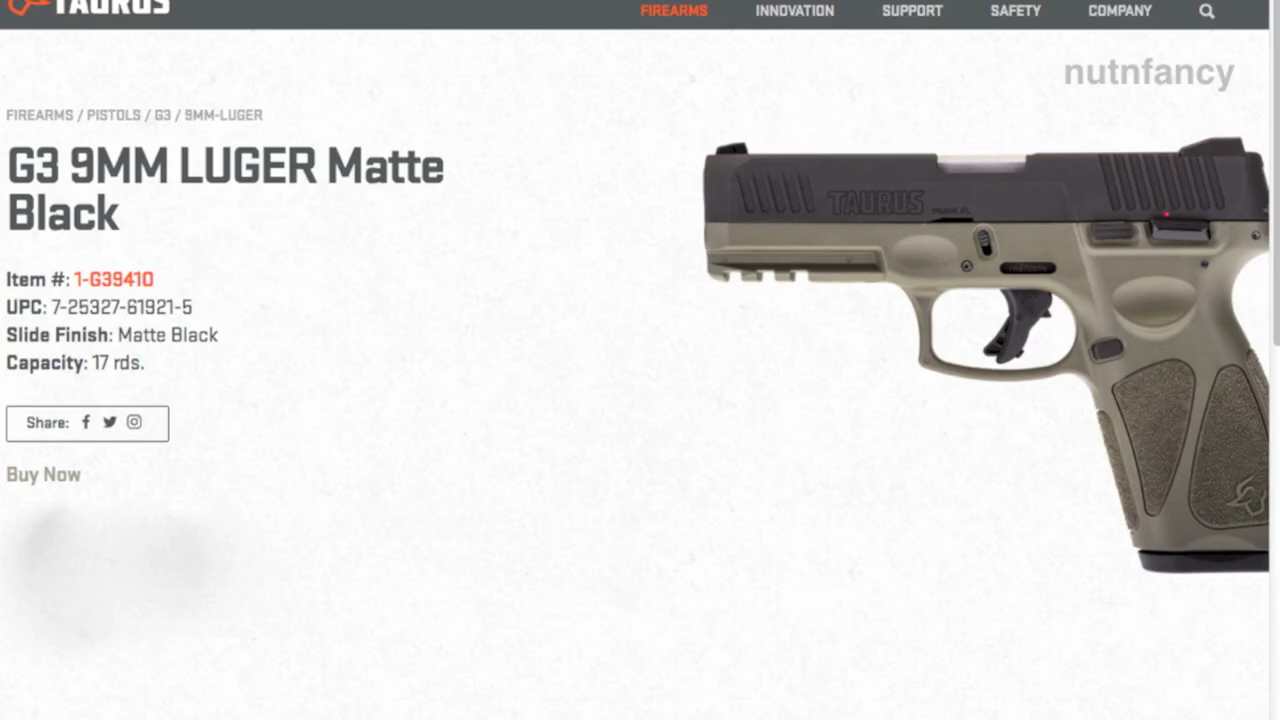 TAURUS
FIREARMS INNOVATION SUPPORT SAFETY COMPANY
nutnfancy
FIREARMS / PISTOLS / G3 / 9MM-LUGER
G3 9MM LUGER Matte
Black
Item #: 1-G39410
UPC: 7-25327-61921-5
Slide Finish: Matte Black
Capacity: 17 rds.
Share:
Buy Now
TAURUS